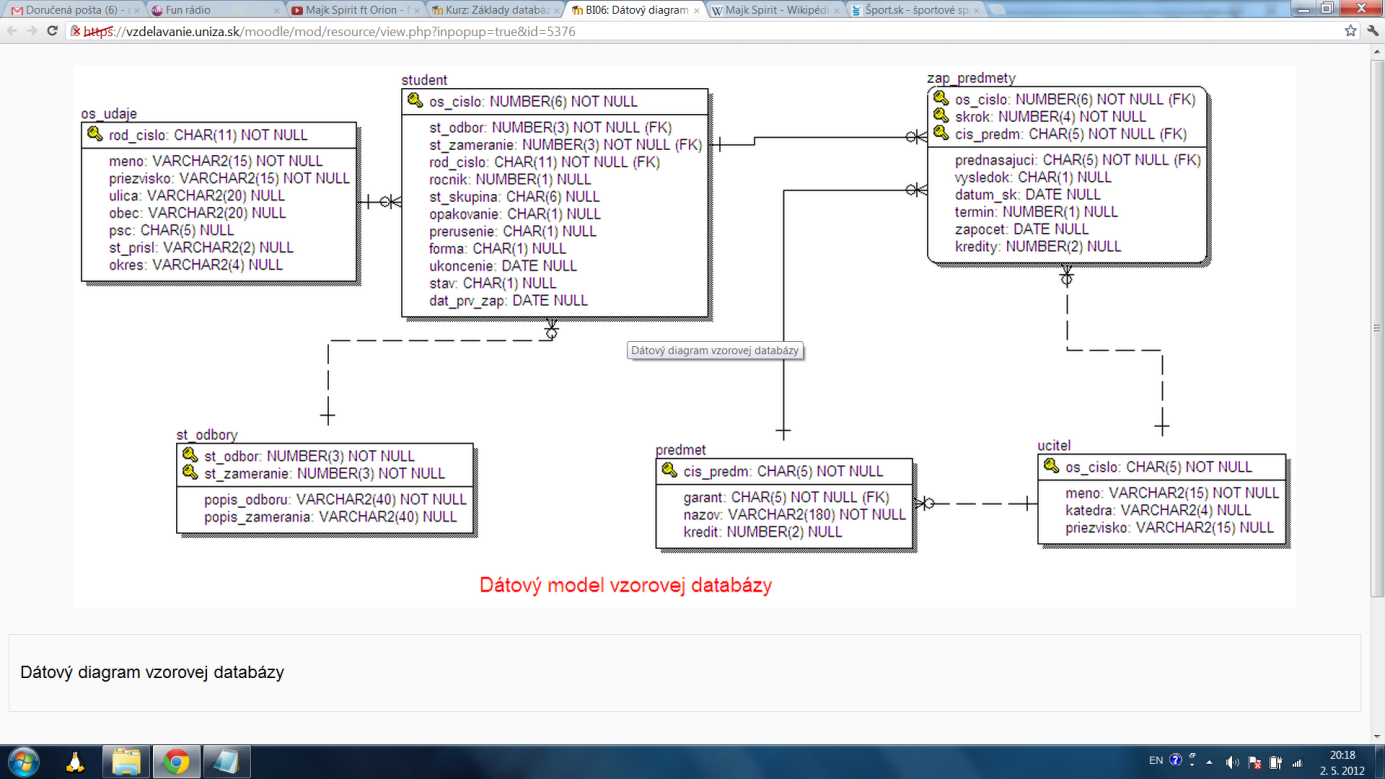 Doručená pošta (6) -
Fun rádio
Majk Spirit ft Orion -
Kurz: Základy databáz
BI06: Dátový diagram
Majk Spirit - Wikipédi
Šport.sk - športové sp
https://vzdelavanie.uniza.sk/moodle/mod/resource/view.php?inpopup=true&id=5376
os_udaje
rod_cislo: CHAR(11) NOT NULL
meno: VARCHAR2(15) NOT NULL
priezvisko: VARCHAR2(15) NOT NULL
ulica: VARCHAR2(20) NULL
obec: VARCHAR2(20) NULL
psc: CHAR(5) NULL
st_prisl: VARCHAR2(2) NULL
okres: VARCHAR2(4) NULL
student
os_cislo: NUMBER(6) NOT NULL
st_odbor: NUMBER(3) NOT NULL (FK)
st_zameranie: NUMBER(3) NOT NULL (FK)
rod_cislo: CHAR(11) NOT NULL (FK)
rocnik: NUMBER(1) NULL
st_skupina: CHAR(6) NULL
opakovanie: CHAR(1) NULL
prerusenie: CHAR(1) NULL
forma: CHAR(1) NULL
ukoncenie: DATE NULL
stav: CHAR(1) NULL
dat_prv_zap: DATE NULL
zap_predmety
os_cislo: NUMBER(6) NOT NULL (FK)
skrok: NUMBER(4) NOT NULL
cis_predm: CHAR(5) NOT NULL (FK)
prednasajuci: CHAR(5) NOT NULL (FK)
vysledok: CHAR(1) NULL
datum_sk: DATE NULL
termin: NUMBER(1) NULL
zapocet: DATE NULL
kredity: NUMBER(2) NULL
Dátový diagram vzorovej databázy
st_odbory
st_odbor: NUMBER(3) NOT NULL
st_zameranie: NUMBER(3) NOT NULL
popis_odboru: VARCHAR2(40) NOT NULL
popis_zamerania: VARCHAR2(40) NULL
predmet
cis_predm: CHAR(5) NOT NULL
garant: CHAR(5) NOT NULL (FK)
nazov: VARCHAR2(180) NOT NULL
kredit: NUMBER(2) NULL
ucitel
os_cislo: CHAR(5) NOT NULL
meno: VARCHAR2(15) NOT NULL
katedra: VARCHAR2(4) NULL
priezvisko: VARCHAR2(15) NULL
Dátový model vzorovej databázy
Dátový diagram vzorovej databázy
EN
20:18
2. 5. 2012